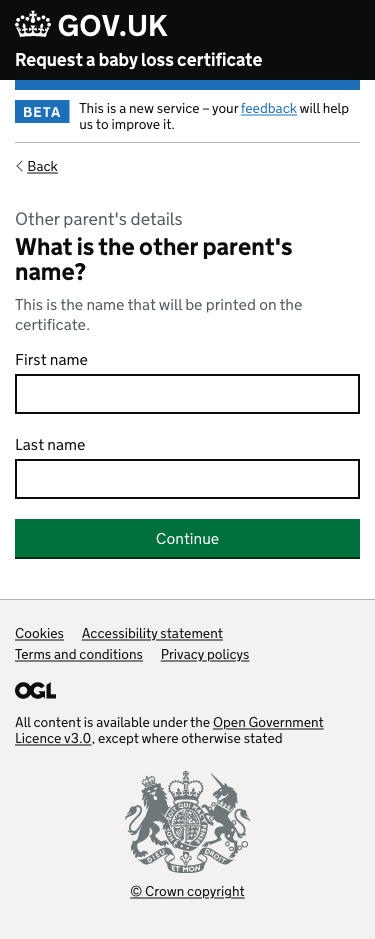 GOV.UK
Request a baby loss certificate
BETA
This is a new service – your feedback will help
us to improve it.
Back
Other parent's details
What is the other parent's
name?
This is the name that will be printed on the
certificate.
First name
Last name
Continue
Cookies Accessibility statement
Terms and conditions Privacy policys
OGL
All content is available under the Open Government
Licence v3.0, except where otherwise stated
DIEU ET MON DROIT
© Crown copyright